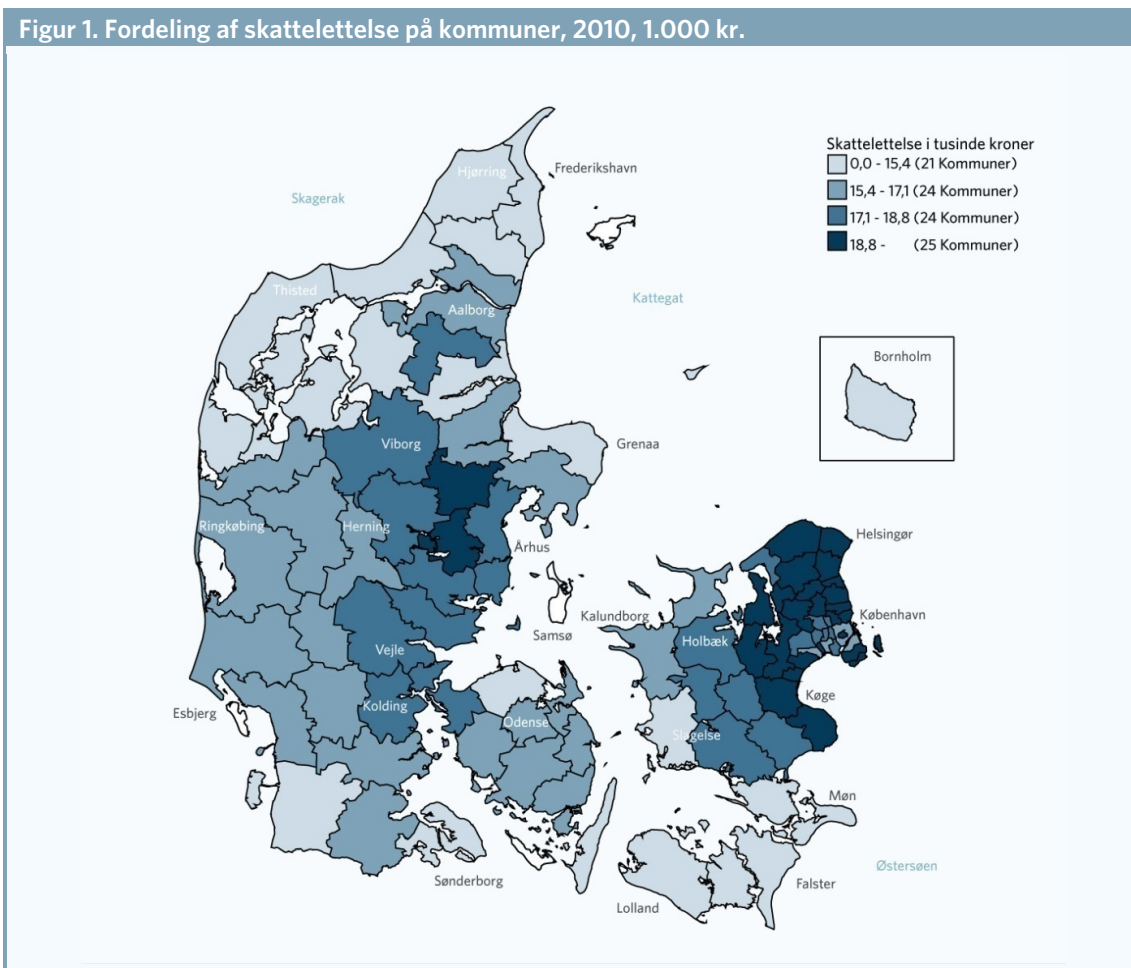 Figur 1. Fordeling af skattelettelse på kommuner, 2010, 1.000 kr.
Skattelettelse i tusinde kroner
0,0 - 15,4 (21 Kommuner)
15,4 - 17,1 (24 Kommuner)
17,1 - 18,8 (24 Kommuner)
18,8 - (25 Kommuner)
Hjørring
Frederikshavn
Skagerak
Thisted
Kattegat
Aalborg
Bornholm
Viborg
Grenaa
Ringkøbing
Herning
Helsingør
Århus
Kalundborg
København
Samsø
Holbæk
Vejle
Køge
Kolding
Esbjerg
Odense
Slagelse
Møn
Østersøen
Sønderborg
Falster
Lolland